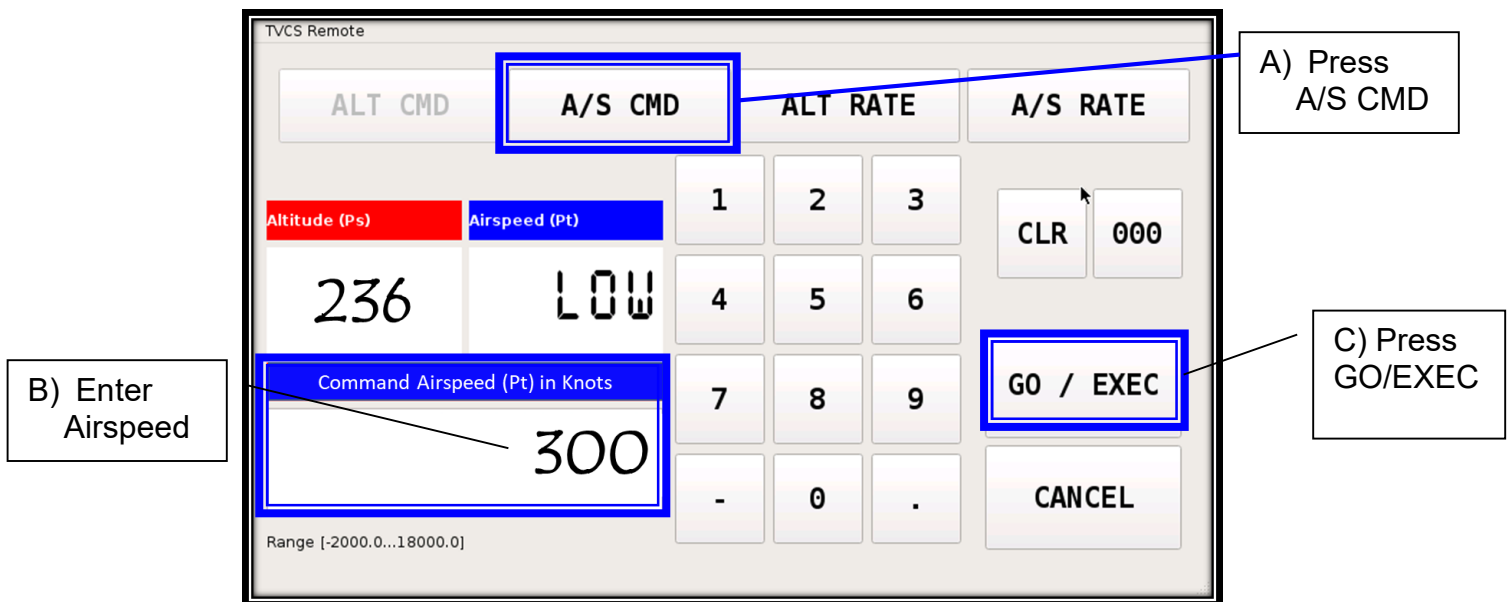 TVCS Remote
ALT CMD A/S CMD ALT RATE A/S RATE
A) Press
A/S CMD
Altitude (Ps) Airspeed (Pt)
236 LOW
1 2 3
CLR 000
4 5 6
B) Enter
Airspeed
Command Airspeed (Pt) in Knots
300
7 8 9
GO / EXEC
C) Press
GO/EXEC
- 0 .
CANCEL
Range [-2000.0...18000.0]